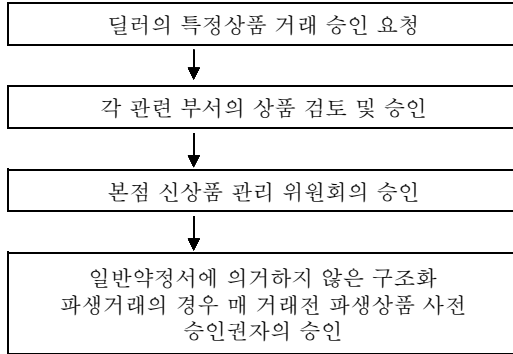 딜러의 특정상품 거래 승인 요청
각 관련 부서의 상품 검토 및 승인
본점 신상품 관리 위원회의 승인
일반약정서에 의거하지 않은 구조화
파생거래의 경우 매 거래전 파생상품 사전
승인권자의 승인